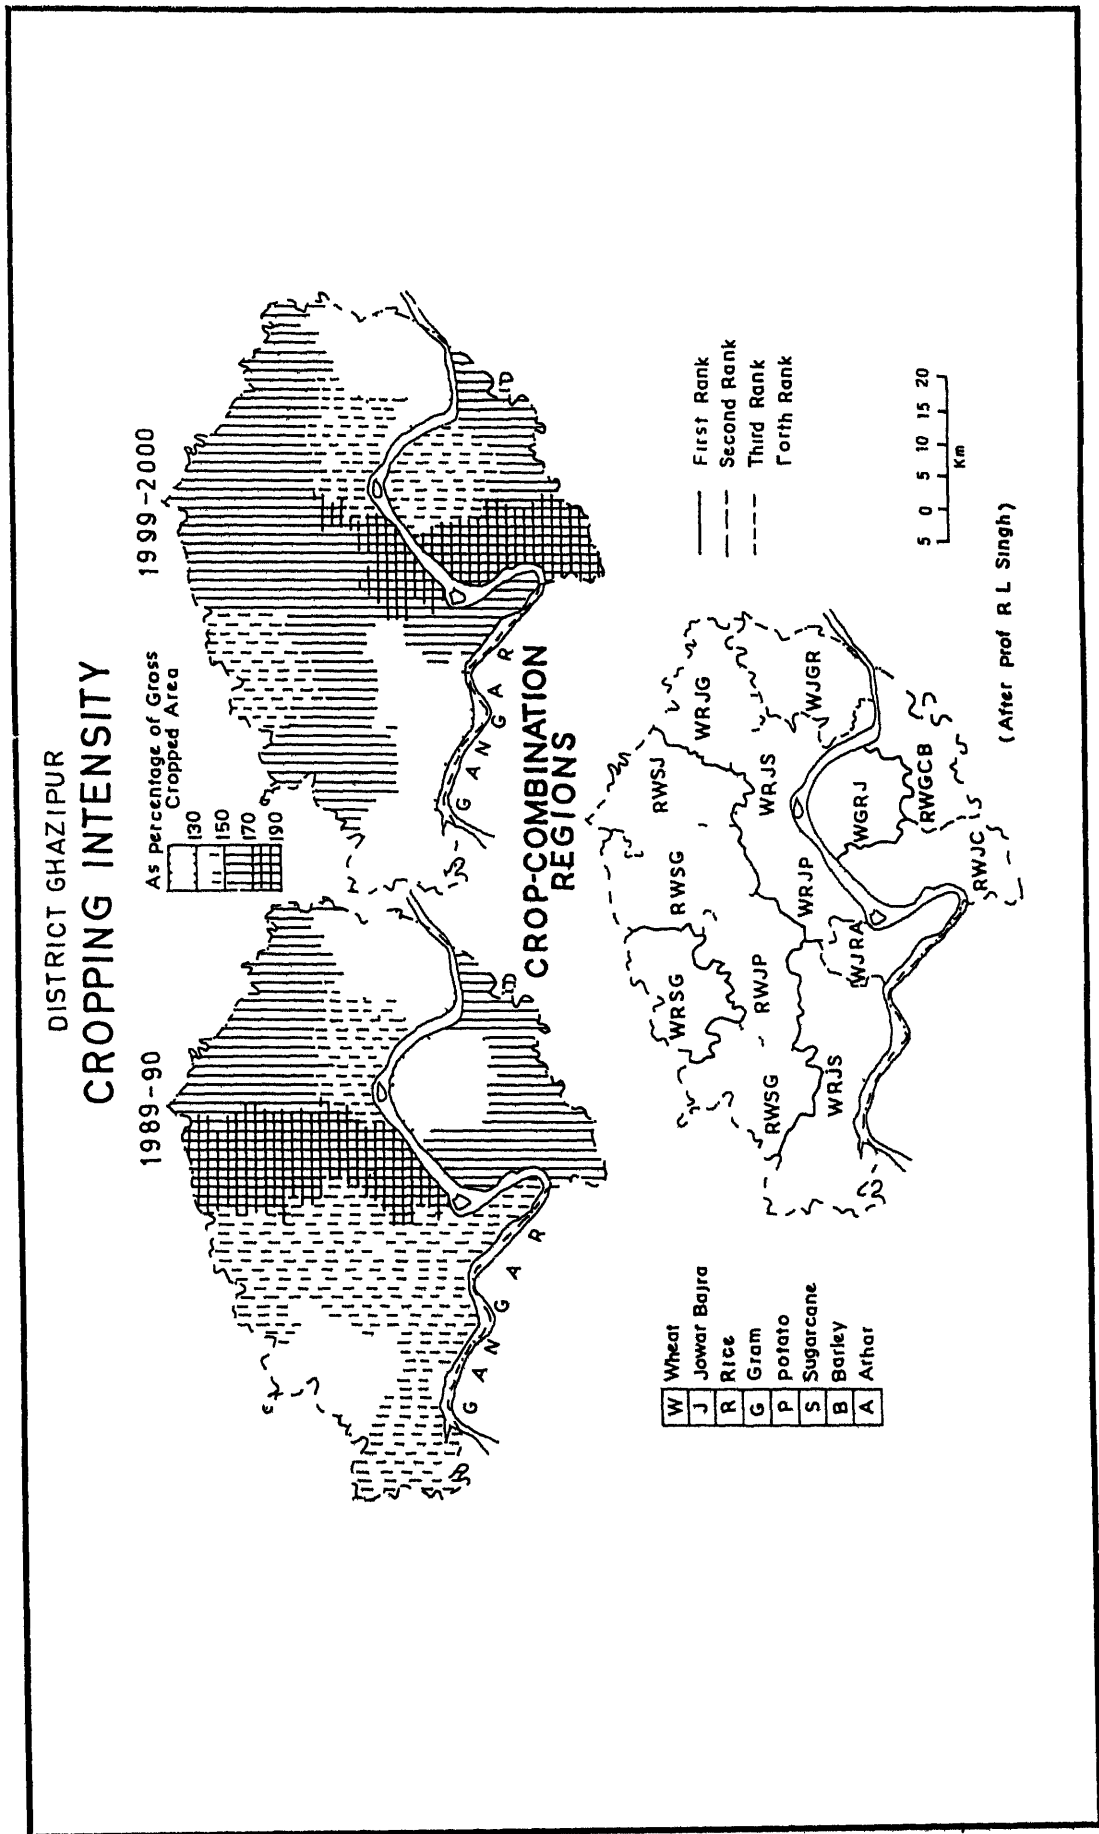 DISTRICT GHAZIPUR
CROPPING INTENSITY
1989-90
As percentage of Gross
Cropped Area
130
150
170
190
1999-2000
G A N G A R
G A N G A R
CROP-COMBINATION
REGIONS
W Wheat
J Jowar Bajra
R Rice
G Gram
P Potato
S Sugarcane
B Barley
A Arhar
RWSJ
WRJG
RWSG
WRSG
WRJS
WJGR
RWJP
WRJP
RWSG
WJRA
WGRJ
WRJS
RWGCB
RWJC
First Rank
Second Rank
Third Rank
Forth Rank
5 0 5 10 15 20
Km
(After Prof R L Singh)